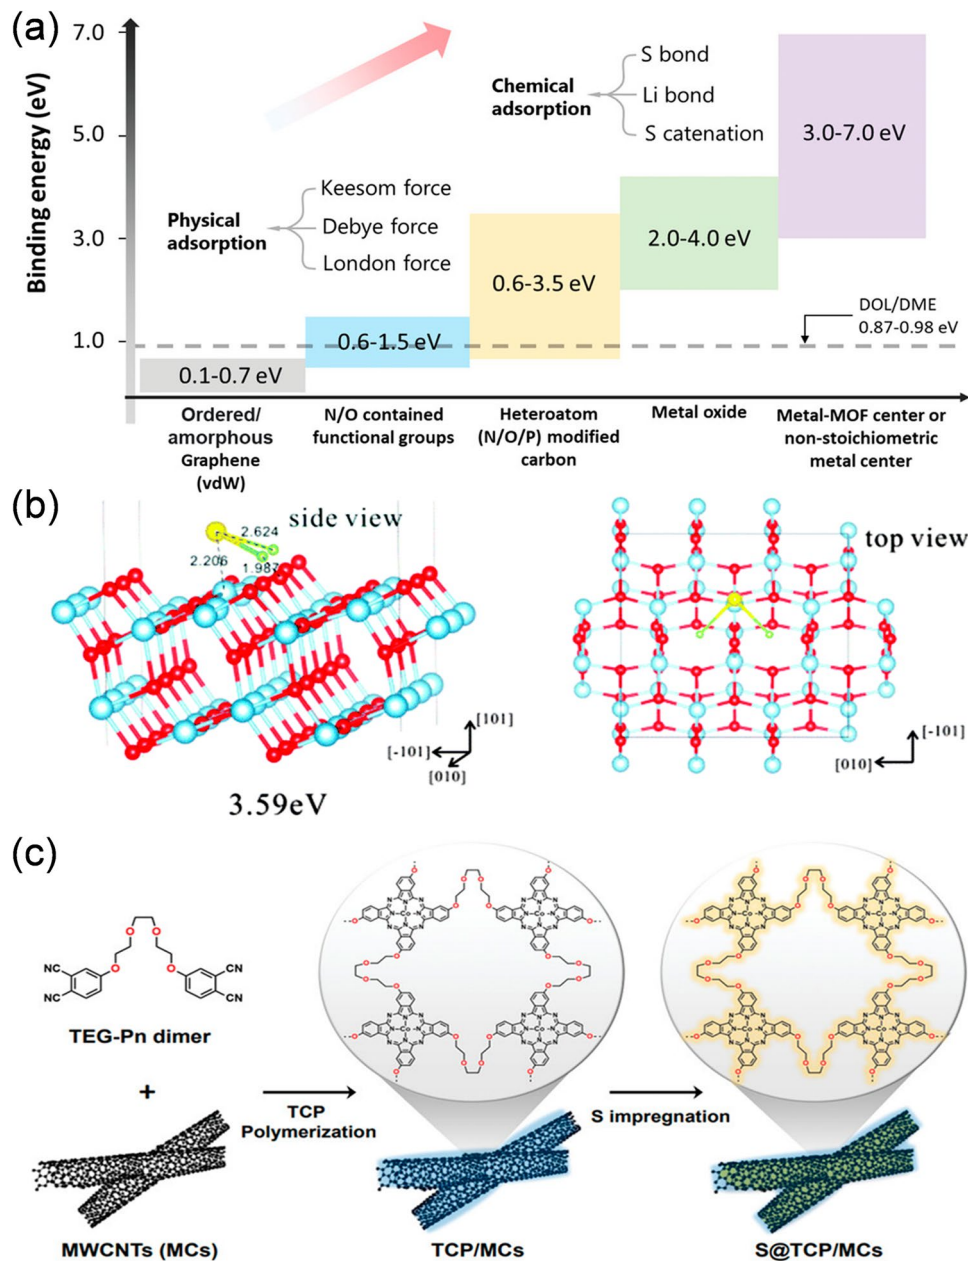 (a)
7.0
5.0
3.0
1.0
Binding energy (eV)
Physical
adsorption
Keesom force
Debye force
London force
Chemical
adsorption
S bond
Li bond
S catenation
0.1-0.7 eV
0.6-1.5 eV
0.6-3.5 eV
2.0-4.0 eV
3.0-7.0 eV
DOL/DME
0.87-0.98 eV
Ordered/
amorphous
Graphene
(vdW)
N/O contained
functional groups
Heteroatom
(N/O/P) modified
carbon
Metal oxide
Metal-MOF center or
non-stoichiometric
metal center
(b)
side view
2.624
2.206
1.987
[101]
[-101]
[010]
3.59eV
top view
[-101]
[010]
(c)
NC
NC
O
O
O
O
CN
CN
TEG-Pn dimer
+
MWCNTs (MCs)
TCP
Polymerization
TCP/MCs
S impregnation
S@TCP/MCs